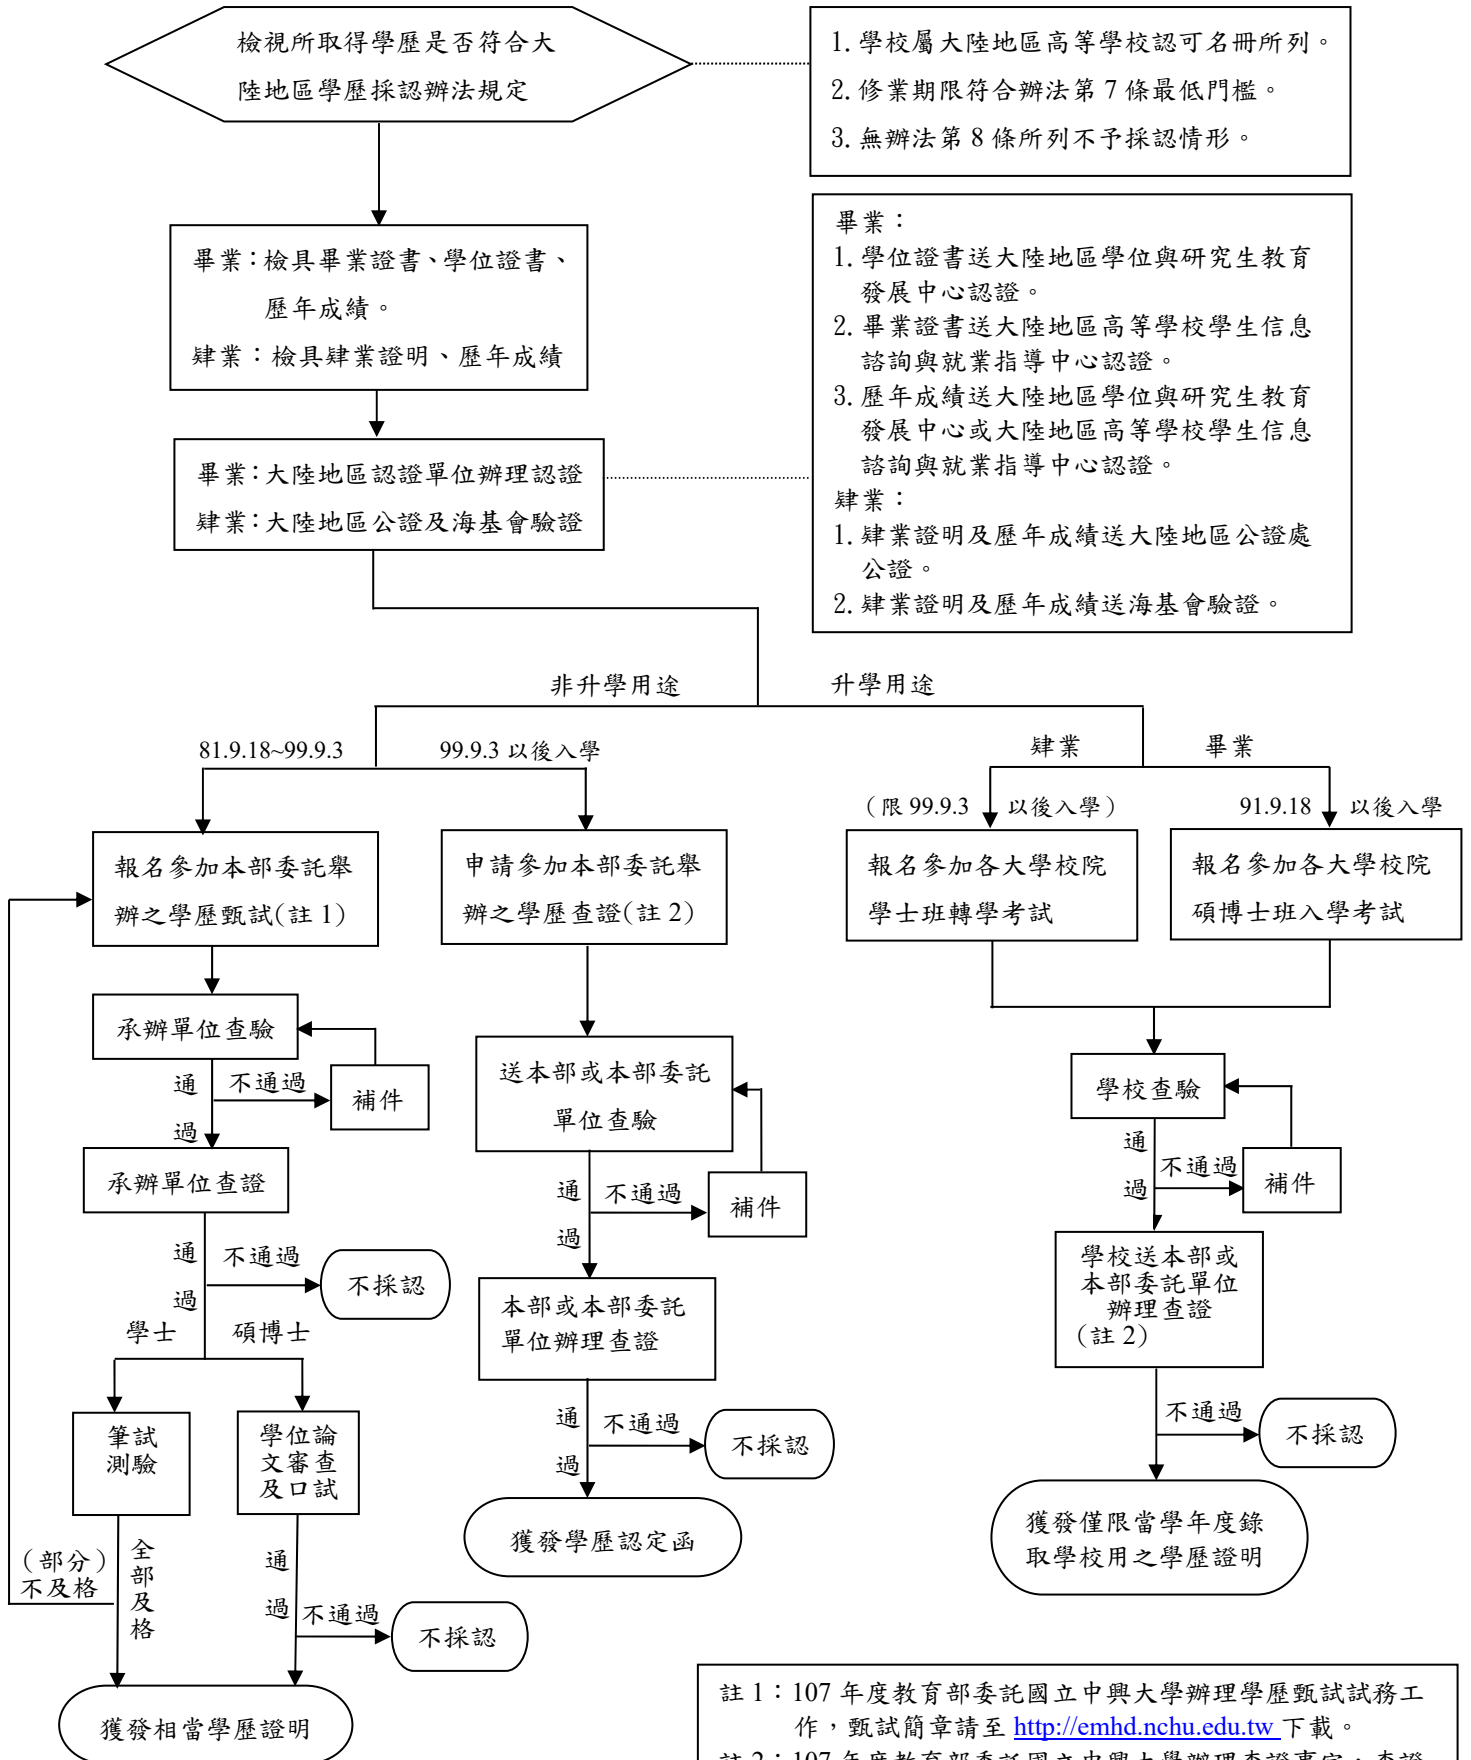 檢視所取得學歷是否符合大
陸地區學歷採認辦法規定
1.學校屬大陸地區高等學校認可名冊所列。
2.修業期限符合辦法第 7 條最低門檻。
3.無辦法第 8 條所列不予採認情形。
畢業：檢具畢業證書、學位證書、
歷年成績。
肄業：檢具肄業證明、歷年成績
畢業：大陸地區認證單位辦理認證
肄業：大陸地區公證及海基會驗證
畢業：
1.學位證書送大陸地區學位與研究生教育
發展中心認證。
2.畢業證書送大陸地區高等學校學生信息
諮詢與就業指導中心認證。
3.歷年成績送大陸地區學位與研究生教育
發展中心或大陸地區高等學校學生信息
諮詢與就業指導中心認證。
肄業：
1.肄業證明及歷年成績送大陸地區公證處
公證。
2.肄業證明及歷年成績送海基會驗證。
非升學用途
升學用途
81.9.18~99.9.3
99.9.3 以後入學
肄業
畢業
（限 99.9.3 以後入學）
91.9.18 以後入學
報名參加本部委託舉
辦之學歷甄試(註 1)
申請參加本部委託舉
辦之學歷查證(註 2)
報名參加各大學校院
學士班轉學考試
報名參加各大學校院
碩博士班入學考試
承辦單位查驗
通過
不通過
補件
承辦單位查證
通過
不通過
不採認
學士
碩博士
筆試
測驗
學位論
文審查
及口試
（部分）
不及格
全部及格
通過
不通過
不採認
獲發相當學歷證明
送本部或本部委託
單位查驗
通過
不通過
補件
本部或本部委託
單位辦理查證
通過
不通過
不採認
獲發學歷認定函
學校查驗
通過
不通過
補件
學校送本部或
本部委託單位
辦理查證
(註 2)
不通過
不採認
獲發僅限當學年度錄
取學校用之學歷證明
註 1：107 年度教育部委託國立中興大學辦理學歷甄試試務工
作，甄試簡章請至 http://emhd.nchu.edu.tw 下載。
註 2：107 年度教育部委託國立中興大學辦理查證事宜，查證